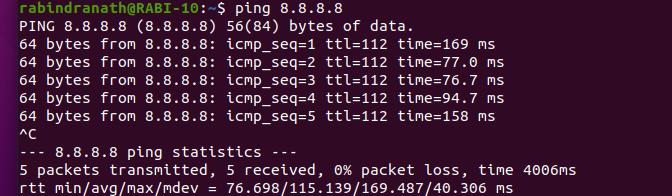 rabindranath@RABI-10:~$ ping 8.8.8.8
PING 8.8.8.8 (8.8.8.8) 56(84) bytes of data.
64 bytes from 8.8.8.8: icmp_seq=1 ttl=112 time=169 ms
64 bytes from 8.8.8.8: icmp_seq=2 ttl=112 time=77.0 ms
64 bytes from 8.8.8.8: icmp_seq=3 ttl=112 time=76.7 ms
64 bytes from 8.8.8.8: icmp_seq=4 ttl=112 time=94.7 ms
64 bytes from 8.8.8.8: icmp_seq=5 ttl=112 time=158 ms
^C
--- 8.8.8.8 ping statistics ---
5 packets transmitted, 5 received, 0% packet loss, time 4006ms
rtt min/avg/max/mdev = 76.698/115.139/169.487/40.306 ms